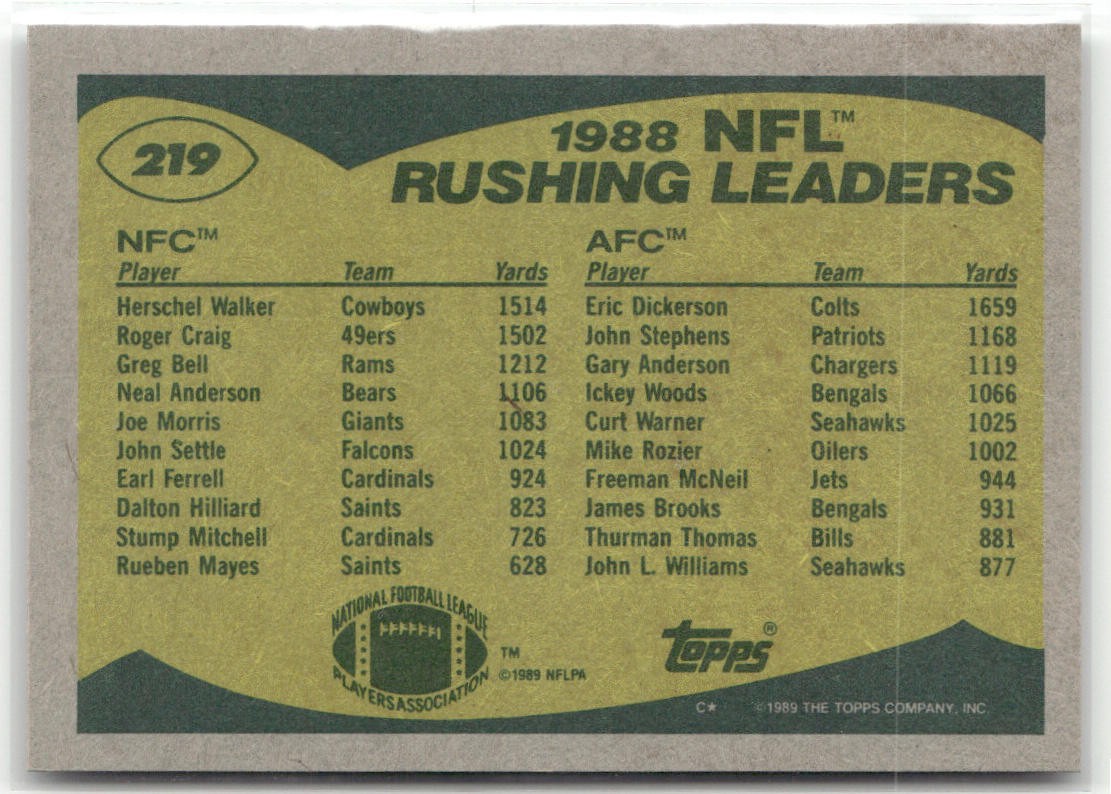 219
1988 NFL™
RUSHING LEADERS
NFC™
Player Team Yards
Herschel Walker Cowboys 1514
Roger Craig 49ers 1502
Greg Bell Rams 1212
Neal Anderson Bears 1106
Joe Morris Giants 1083
John Settle Falcons 1024
Earl Ferrell Cardinals 924
Dalton Hilliard Saints 823
Stump Mitchell Cardinals 726
Rueben Mayes Saints 628
AFC™
Player Team Yards
Eric Dickerson Colts 1659
John Stephens Patriots 1168
Gary Anderson Chargers 1119
Ickey Woods Bengals 1066
Curt Warner Seahawks 1025
Mike Rozier Oilers 1002
Freeman McNeil Jets 944
James Brooks Bengals 931
Thurman Thomas Bills 881
John L. Williams Seahawks 877
NATIONAL FOOTBALL LEAGUE
PLAYERS ASSOCIATION
™
©1989 NFLPA
topps®
C★ ©1989 THE TOPPS COMPANY, INC.